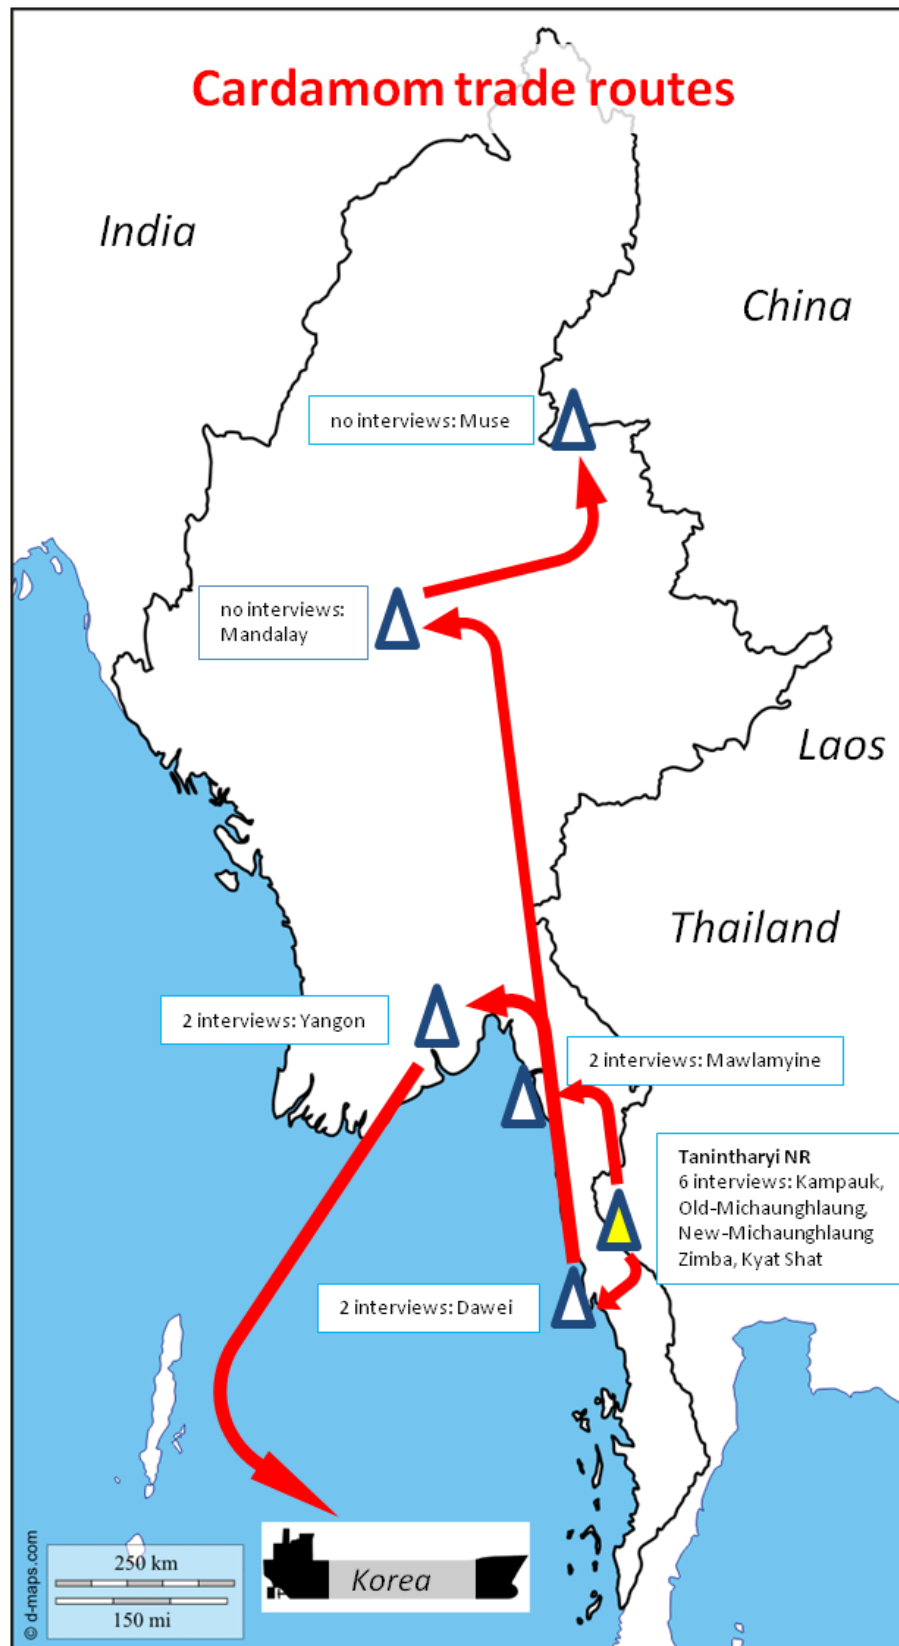 Cardamom trade routes
India
China
no interviews: Muse
no interviews:
Mandalay
Laos
Thailand
2 interviews: Yangon
2 interviews: Mawlamyine
Tanintharyi NR
6 interviews: Kampauk,
Old-Michaunghlaung,
New-Michaunghlaung
Zimba, Kyat Shat
2 interviews: Dawei
Korea
250 km
150 mi
© d-maps.com